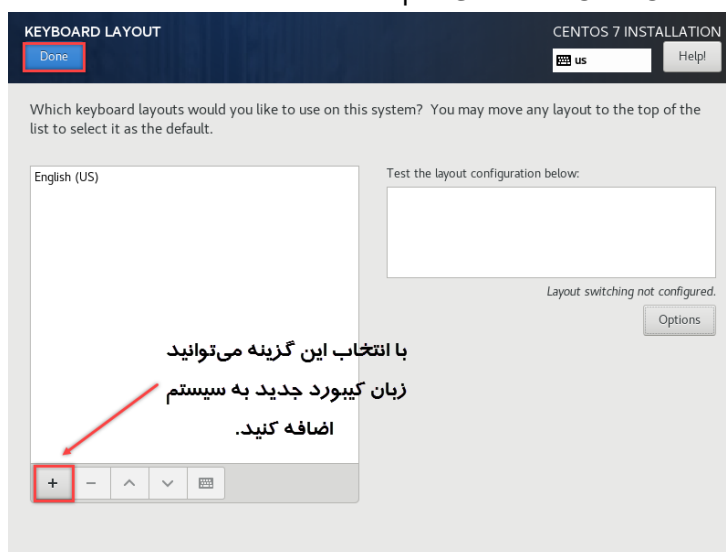 KEYBOARD LAYOUT
CENTOS 7 INSTALLATION
Done
us
Help!
Which keyboard layouts would you like to use on this system? You may move any layout to the top of the
list to select it as the default.
English (US)
Test the layout configuration below:
Layout switching not configured.
Options
با انتخاب این گزینه می‌توانید
زبان کیبورد جدید به سیستم
اضافه کنید.